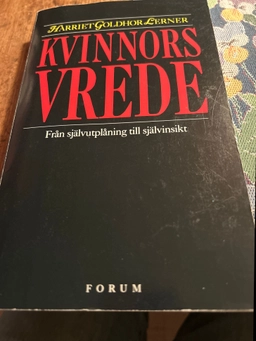 HARRIET GOLDHOR LERNER
KVINNORS
VREDE
Från självutplåning till självinsikt
FORUM